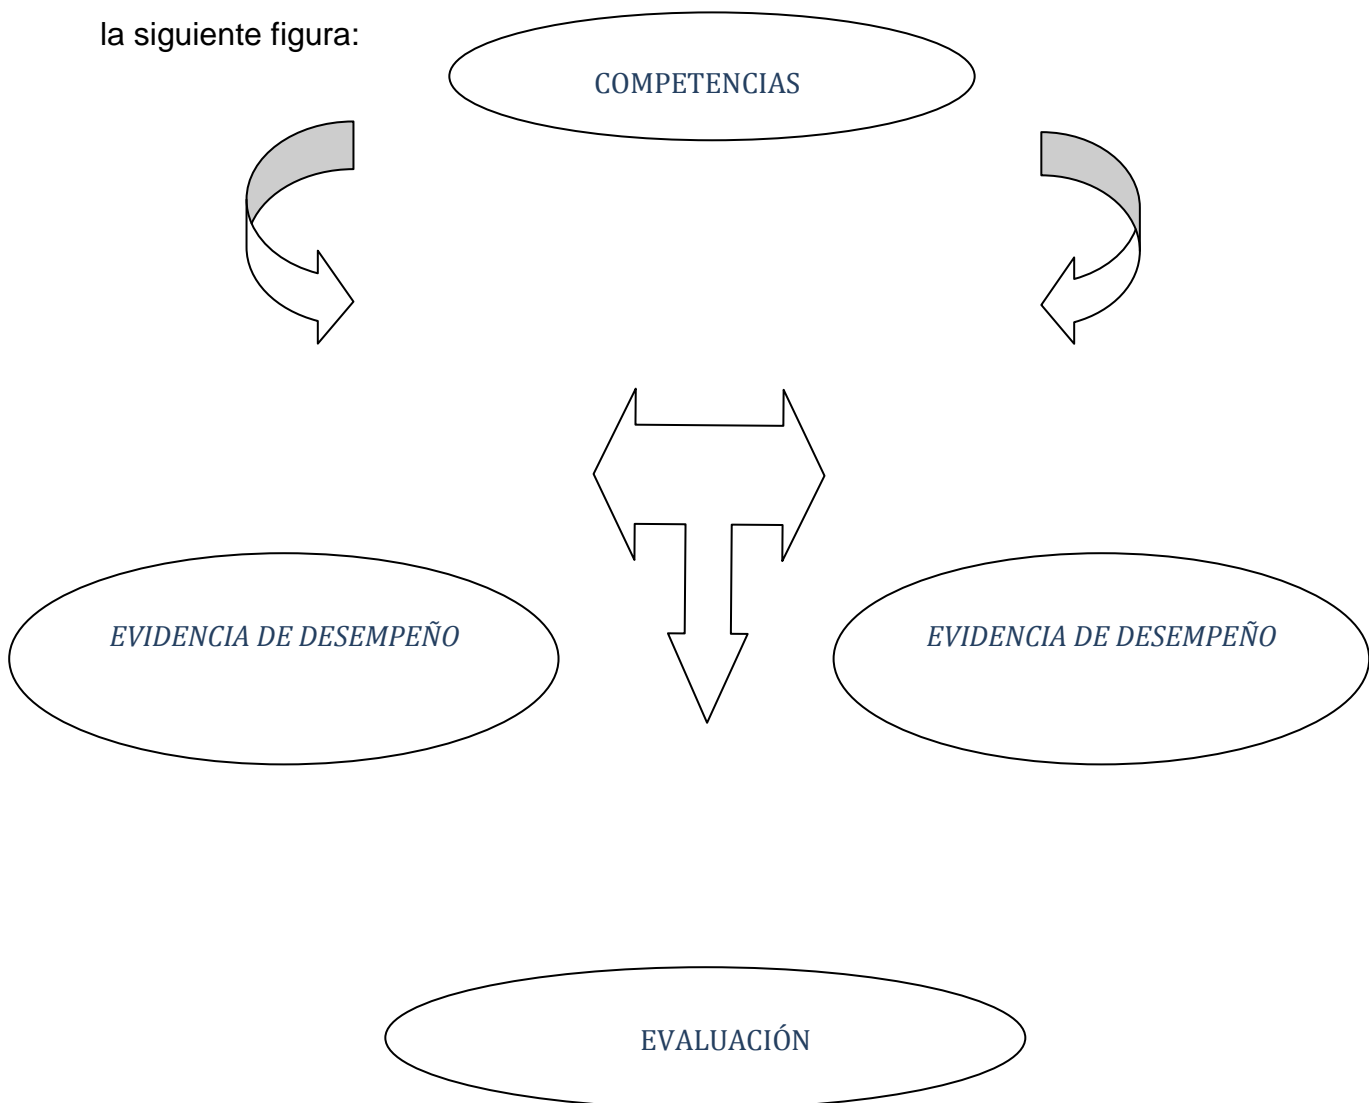 la siguiente figura:
COMPETENCIAS
EVIDENCIA DE DESEMPEÑO
EVIDENCIA DE DESEMPEÑO
EVALUACIÓN